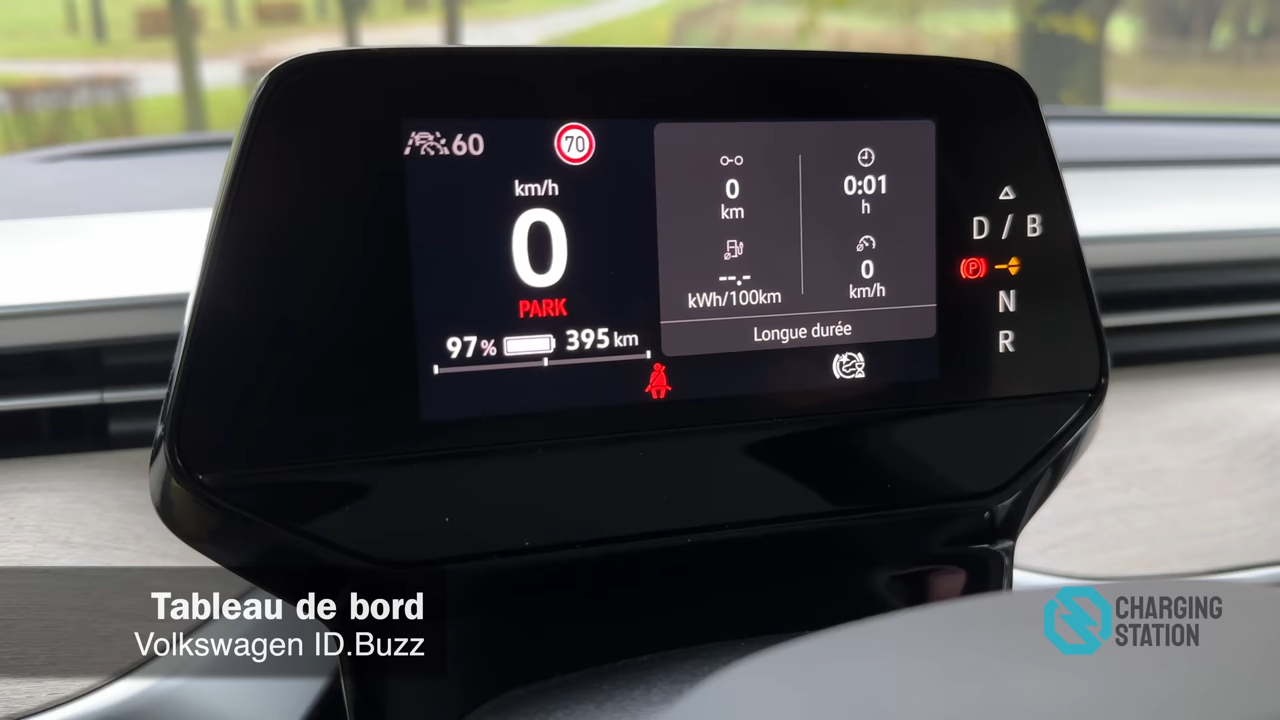 60
70
km/h
0
PARK
97% 395 km
0
km
0:01
h
--.-
kWh/100km
0
km/h
Longue durée
D / B
P
N
R
Tableau de bord
Volkswagen ID.Buzz
CHARGING
STATION